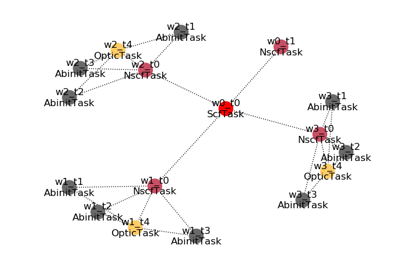 w2_t1
AbinitTask
w2_t4
OpticTask
w0_t1
NscfTask
w2_t3
AbinitTask
w2_t0
NscfTask
w2_t2
AbinitTask
w0_t0
ScfTask
w3_t1
AbinitTask
w3_t0
NscfTask
w3_t2
AbinitTask
w3_t4
OpticTask
w3_t3
AbinitTask
w1_t1
AbinitTask
w1_t0
NscfTask
w1_t2
AbinitTask
w1_t4
OpticTask
w1_t3
AbinitTask